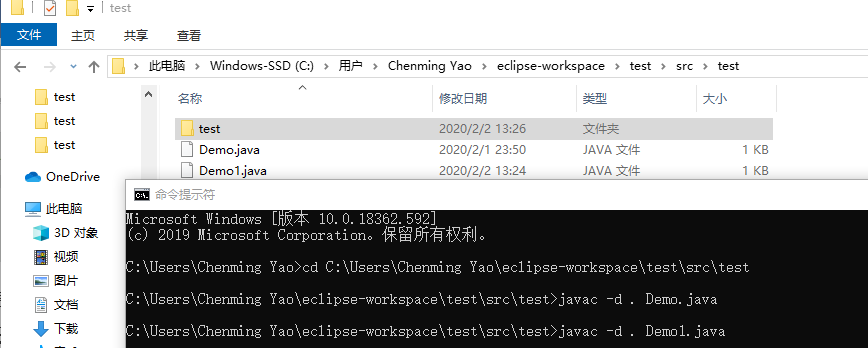 test
文件 主页 共享 查看
此电脑 Windows-SSD (C:) 用户 Chenming Yao eclipse-workspace test src test
名称 修改日期 类型 大小
test
test
test
OneDrive
此电脑
3D 对象
视频
图片
文档
下载
test 2020/2/2 13:26 文件夹
Demo.java 2020/2/1 23:50 JAVA 文件 1 KB
Demo1.java 2020/2/2 13:24 JAVA 文件 1 KB
命令提示符
Microsoft Windows [版本 10.0.18362.592]
(c) 2019 Microsoft Corporation。保留所有权利。
C:\Users\Chenming Yao>cd C:\Users\Chenming Yao\eclipse-workspace\test\src\test
C:\Users\Chenming Yao\eclipse-workspace\test\src\test>javac -d . Demo.java
C:\Users\Chenming Yao\eclipse-workspace\test\src\test>javac -d . Demo1.java